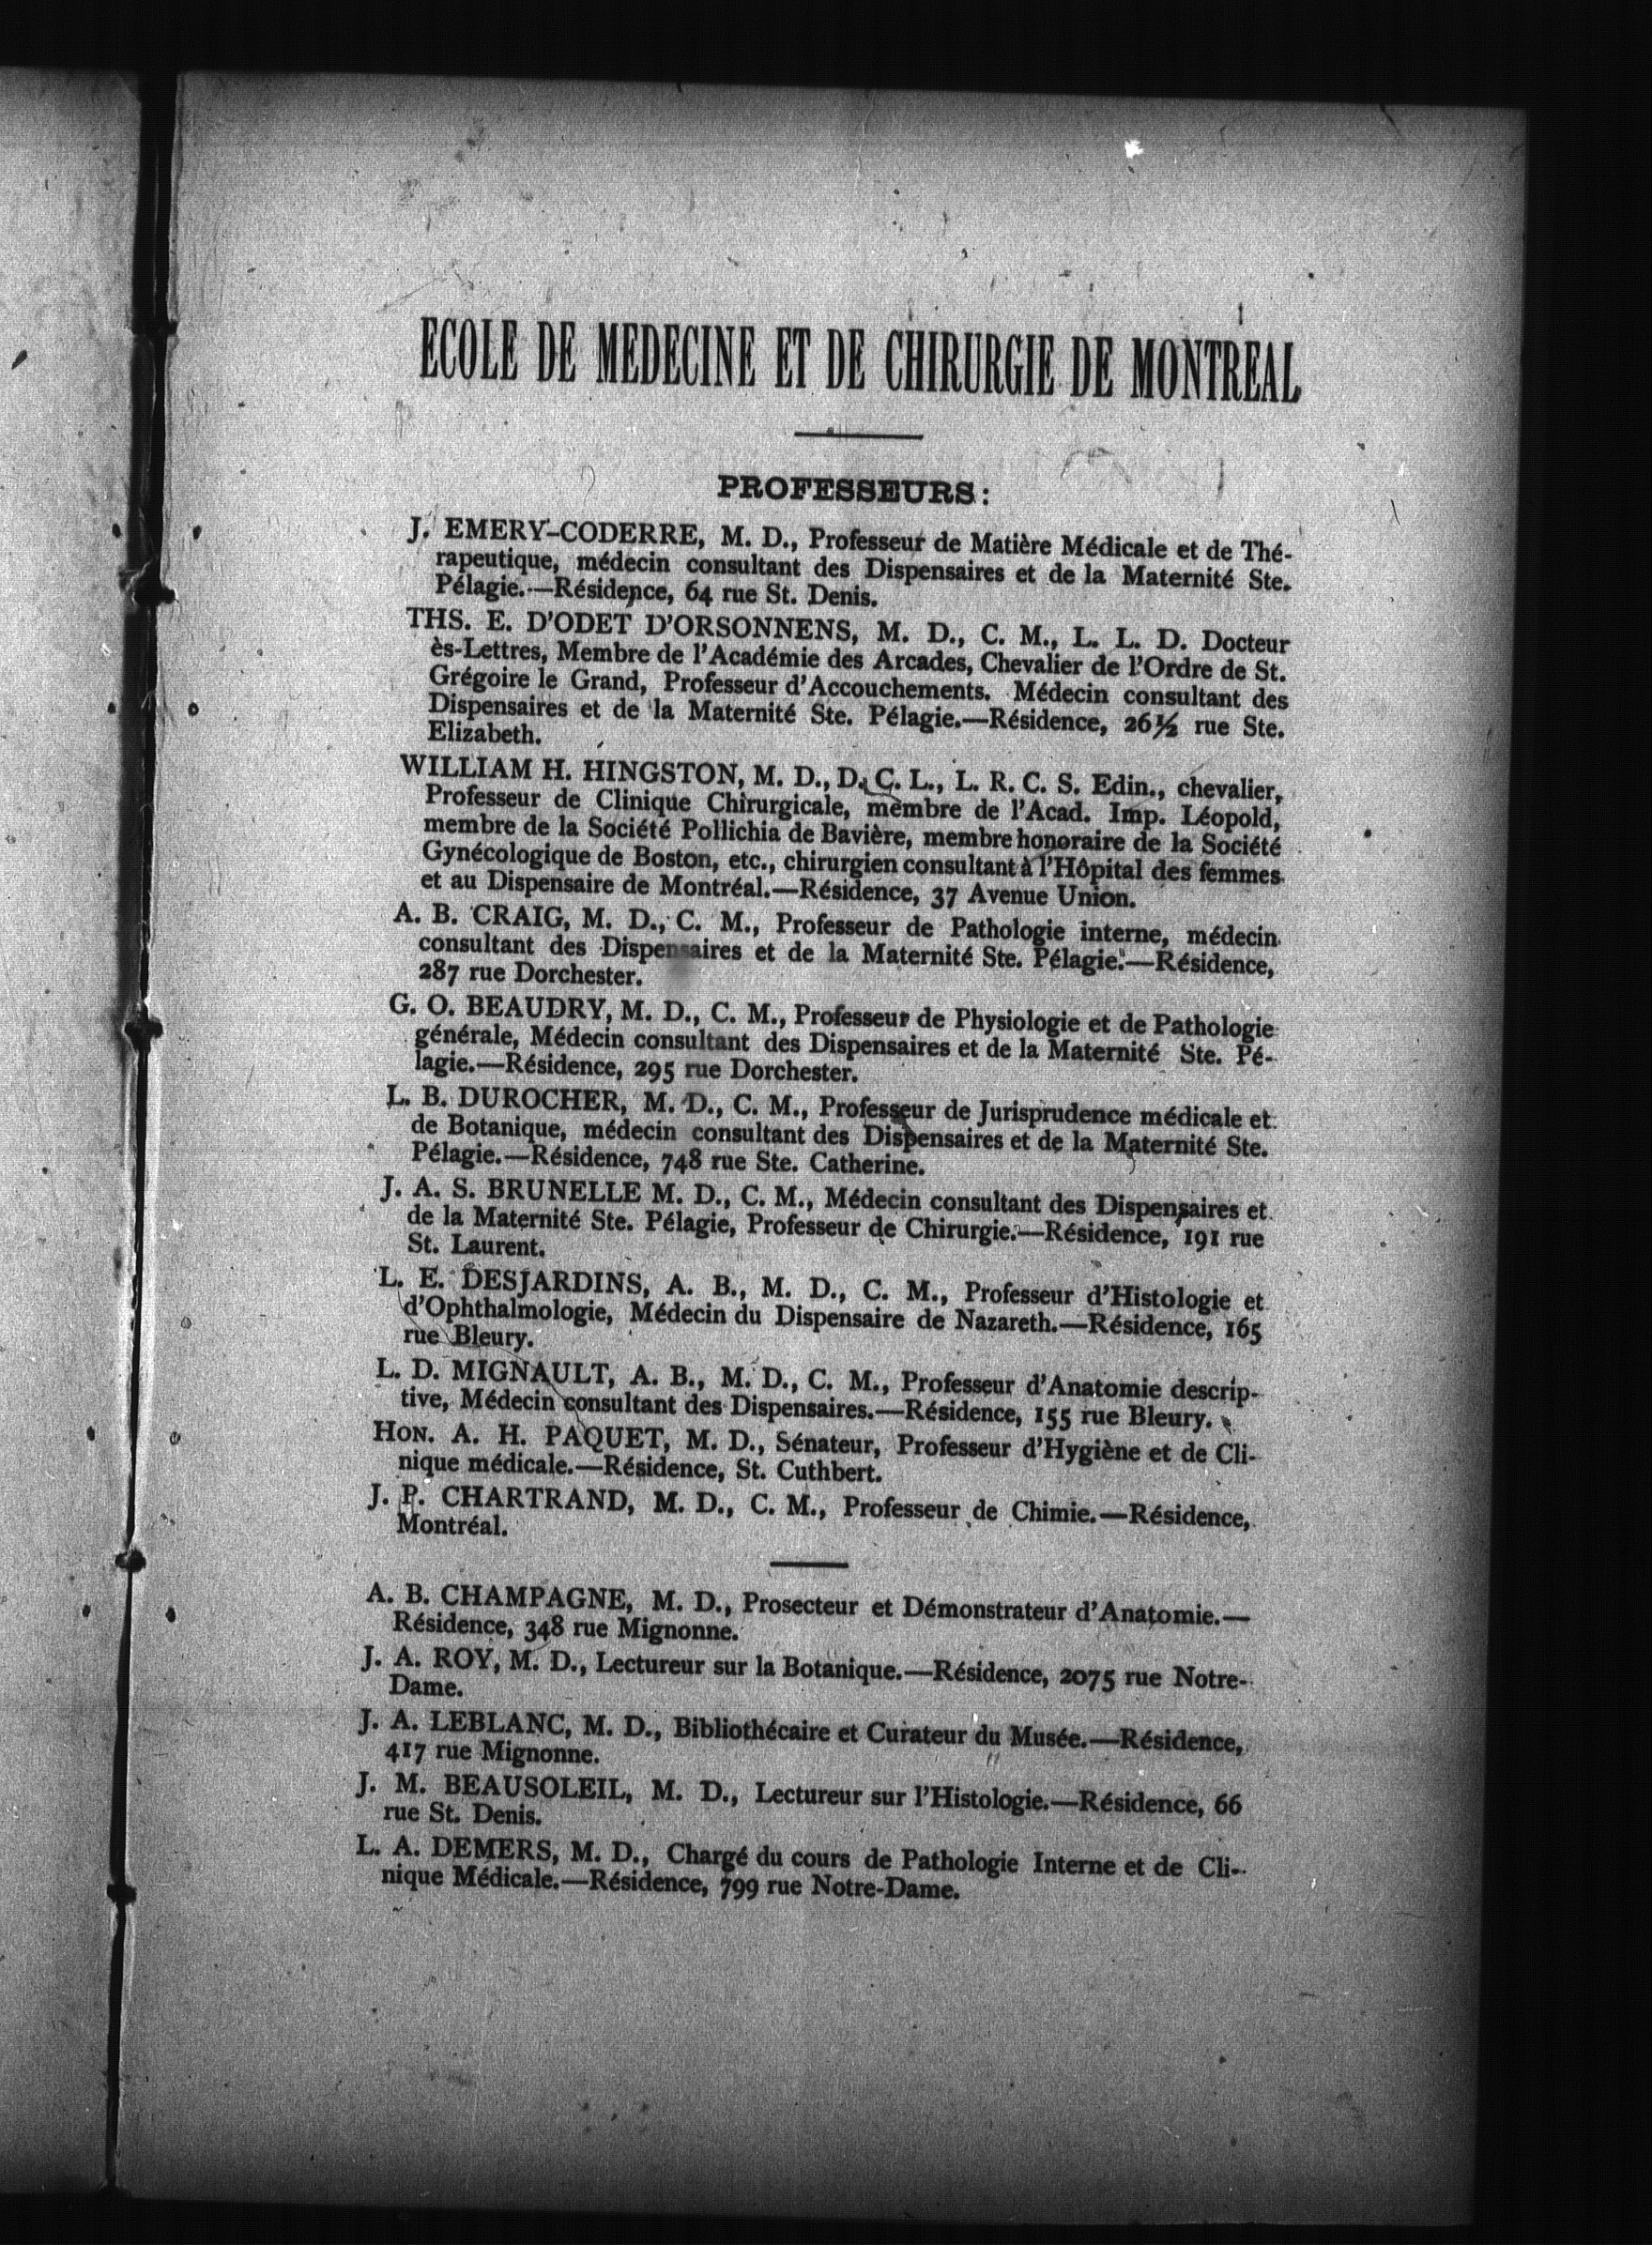 ECOLE DE MEDECINE ET DE CHIRURGIE DE MONTREAL
PROFESSEURS:
J. EMERY-CODERRE, M. D., Professeur de Matière Médicale et de Thé-
rapeutique, médecin consultant des Dispensaires et de la Maternité Ste.
Pélagie.—Résidence, 64 rue St. Denis.
THS. E. D'ODET D'ORSONNENS, M. D., C. M., L. L. D. Docteur
ès-Lettres, Membre de l'Académie des Arcades, Chevalier de l'Ordre de St.
Grégoire le Grand, Professeur d'Accouchements. Médecin consultant des
Dispensaires et de la Maternité Ste. Pélagie.—Résidence, 26½ rue Ste.
Elizabeth.
WILLIAM H. HINGSTON, M. D., D. C. L., L. R. C. S. Edin., chevalier,
Professeur de Clinique Chirurgicale, membre de l'Acad. Imp. Léopold,
membre de la Société Pollichia de Bavière, membre honoraire de la Société
Gynécologique de Boston, etc., chirurgien consultant à l'Hôpital des femmes
et au Dispensaire de Montréal.—Résidence, 37 Avenue Union.
A. B. CRAIG, M. D., C. M., Professeur de Pathologie interne, médecin
consultant des Dispensaires et de la Maternité Ste. Pélagie.—Résidence,
287 rue Dorchester.
G. O. BEAUDRY, M. D., C. M., Professeur de Physiologie et de Pathologie
générale, Médecin consultant des Dispensaires et de la Maternité Ste. Pé-
lagie.—Résidence, 295 rue Dorchester.
L. B. DUROCHER, M. D., C. M., Professeur de Jurisprudence médicale et
de Botanique, médecin consultant des Dispensaires et de la Maternité Ste.
Pélagie.—Résidence, 748 rue Ste. Catherine.
J. A. S. BRUNELLE M. D., C. M., Médecin consultant des Dispensaires et
de la Maternité Ste. Pélagie, Professeur de Chirurgie.—Résidence, 191 rue
St. Laurent.
L. E. DESJARDINS, A. B., M. D., C. M., Professeur d'Histologie et
d'Ophthalmologie, Médecin du Dispensaire de Nazareth.—Résidence, 165
rue Bleury.
L. D. MIGNAULT, A. B., M. D., C. M., Professeur d'Anatomie descrip-
tive, Médecin consultant des Dispensaires.—Résidence, 155 rue Bleury.
HON. A. H. PAQUET, M. D., Sénateur, Professeur d'Hygiène et de Cli-
nique médicale.—Résidence, St. Cuthbert.
J. P. CHARTRAND, M. D., C. M., Professeur de Chimie.—Résidence,
Montréal.
A. B. CHAMPAGNE, M. D., Prosecteur et Démonstrateur d'Anatomie.—
Résidence, 348 rue Mignonne.
J. A. ROY, M. D., Lectureur sur la Botanique.—Résidence, 2075 rue Notre-
Dame.
J. A. LEBLANC, M. D., Bibliothécaire et Curateur du Musée.—Résidence,
417 rue Mignonne.
J. M. BEAUSOLEIL, M. D., Lectureur sur l'Histologie.—Résidence, 66
rue St. Denis.
L. A. DEMERS, M. D., Chargé du cours de Pathologie Interne et de Cli-
nique Médicale.—Résidence, 799 rue Notre-Dame.